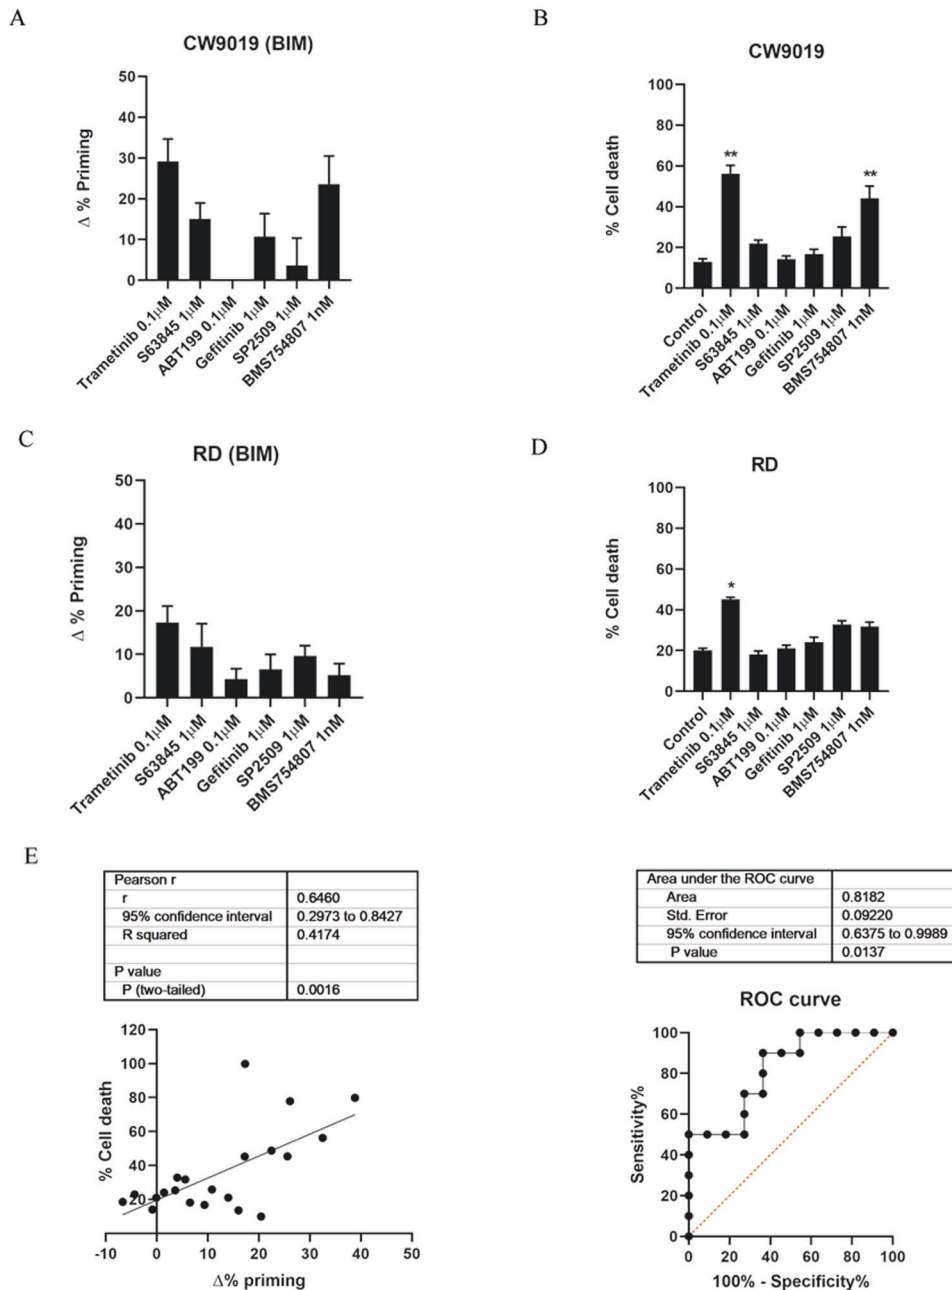 A
CW9019 (BIM)
Δ % Priming
50
40
30
20
10
0
Trametinib 0.1µM
S63845 1µM
ABT199 0.1µM
Gefitinib 1µM
SP2509 1µM
BMS754807 1nM
B
CW9019
% Cell death
100
80
60
40
20
0
**
**
Control
Trametinib 0.1µM
S63845 1µM
ABT199 0.1µM
Gefitinib 1µM
SP2509 1µM
BMS754807 1nM
C
RD (BIM)
Δ % Priming
50
40
30
20
10
0
Trametinib 0.1µM
S63845 1µM
ABT199 0.1µM
Gefitinib 1µM
SP2509 1µM
BMS754807 1nM
D
RD
% Cell death
100
80
60
40
20
0
*
Control
Trametinib 0.1µM
S63845 1µM
ABT199 0.1µM
Gefitinib 1µM
SP2509 1µM
BMS754807 1nM
E
Pearson r
r 0.6460
95% confidence interval 0.2973 to 0.8427
R squared 0.4174
P value
P (two-tailed) 0.0016
% Cell death
120
100
80
60
40
20
-10 0 10 20 30 40 50
Δ% priming
Area under the ROC curve
Area 0.8182
Std. Error 0.09220
95% confidence interval 0.6375 to 0.9989
P value 0.0137
ROC curve
Sensitivity%
100
80
60
40
20
0
0 20 40 60 80 100
100% - Specificity%